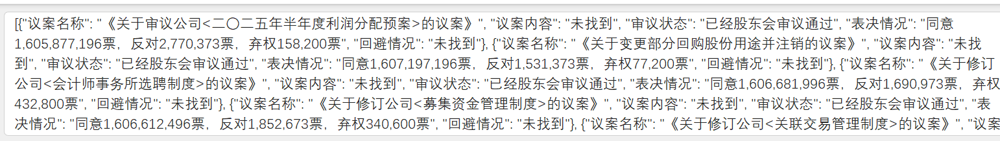 [{"议案名称": "《关于审议公司<二〇二五年半年度利润分配预案>的议案》", "议案内容": "未找到", "审议状态": "已经股东会审议通过", "表决情况": "同意
1,605,877,196票，反对2,770,373票，弃权158,200票", "回避情况": "未找到"}, {"议案名称": "《关于变更部分回购股份用途并注销的议案》", "议案内容": "未找
到", "审议状态": "已经股东会审议通过", "表决情况": "同意1,607,197,196票，反对1,531,373票，弃权77,200票", "回避情况": "未找到"}, {"议案名称": "《关于修订
公司<会计师事务所选聘制度>的议案》", "议案内容": "未找到", "审议状态": "已经股东会审议通过", "表决情况": "同意1,606,681,996票，反对1,690,973票，弃权
432,800票", "回避情况": "未找到"}, {"议案名称": "《关于修订公司<募集资金管理制度>的议案》", "议案内容": "未找到", "审议状态": "已经股东会审议通过", "表
决情况": "同意1,606,612,496票，反对1,852,673票，弃权340,600票", "回避情况": "未找到"}, {"议案名称": "《关于修订公司<关联交易管理制度>的议案》", "议案